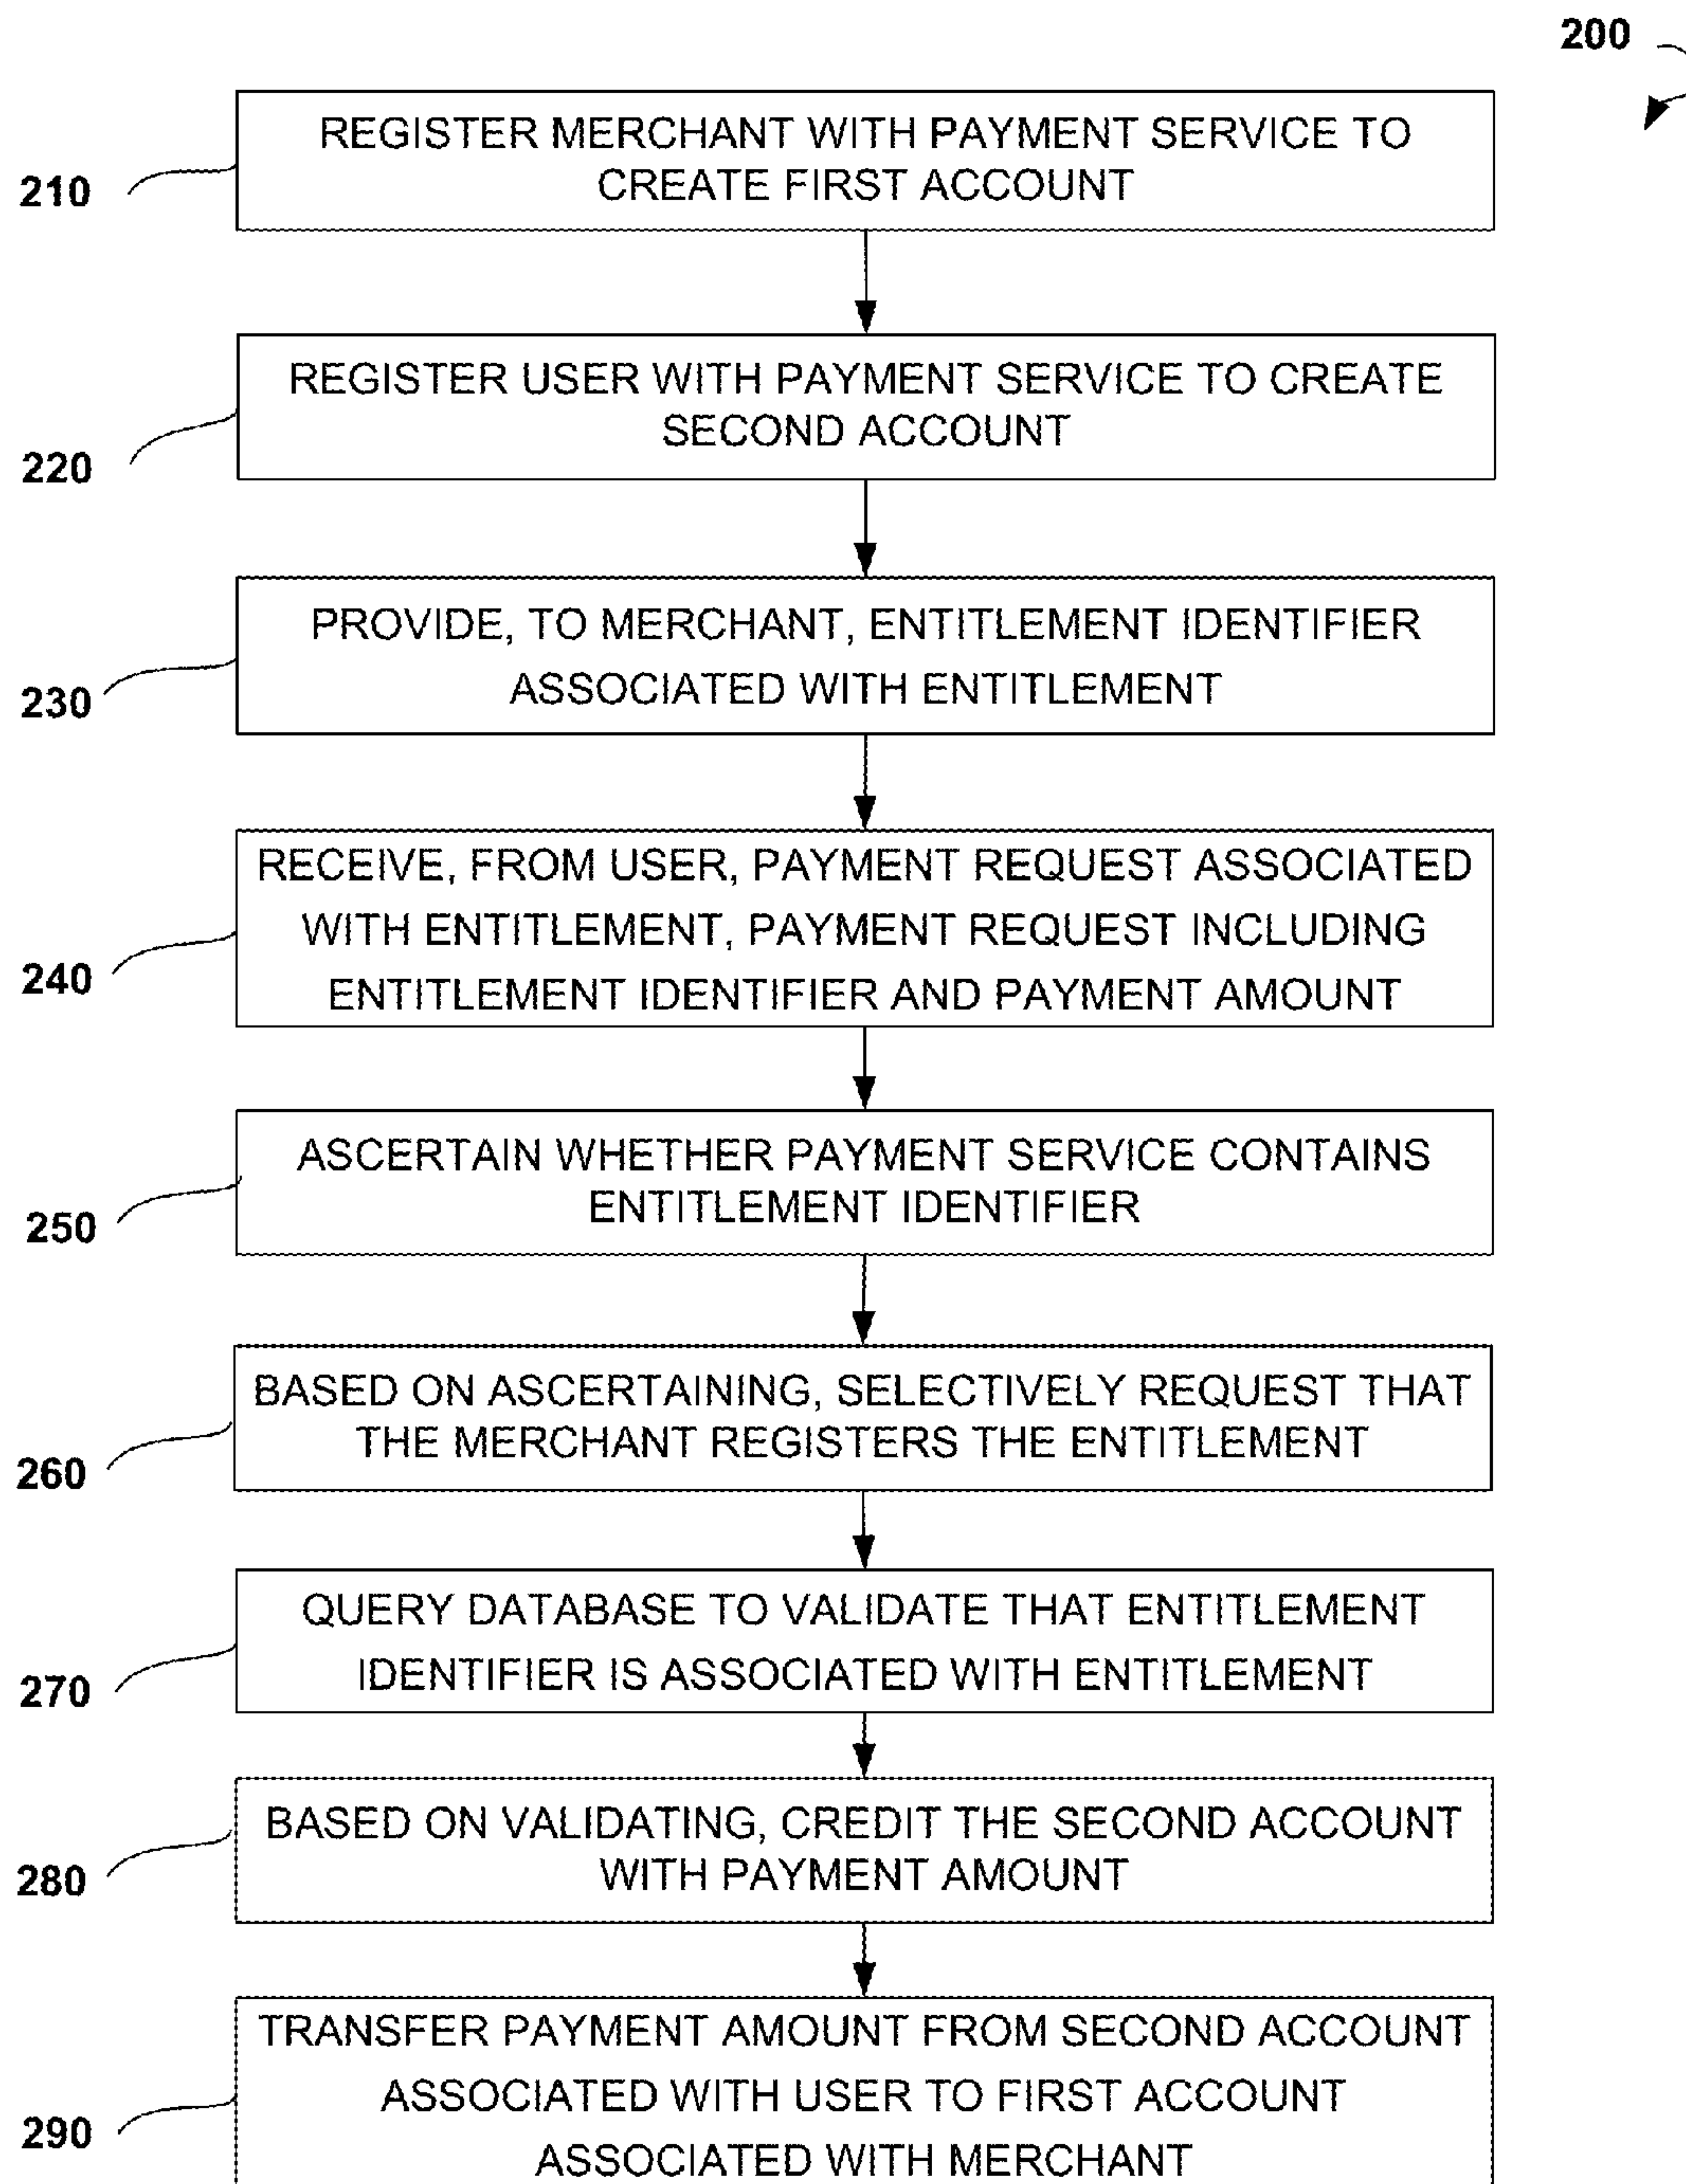 200
REGISTER MERCHANT WITH PAYMENT SERVICE TO
CREATE FIRST ACCOUNT
210
REGISTER USER WITH PAYMENT SERVICE TO CREATE
SECOND ACCOUNT
220
PROVIDE, TO MERCHANT, ENTITLEMENT IDENTIFIER
ASSOCIATED WITH ENTITLEMENT
230
RECEIVE, FROM USER, PAYMENT REQUEST ASSOCIATED
WITH ENTITLEMENT, PAYMENT REQUEST INCLUDING
ENTITLEMENT IDENTIFIER AND PAYMENT AMOUNT
240
ASCERTAIN WHETHER PAYMENT SERVICE CONTAINS
ENTITLEMENT IDENTIFIER
250
BASED ON ASCERTAINING, SELECTIVELY REQUEST THAT
THE MERCHANT REGISTERS THE ENTITLEMENT
260
QUERY DATABASE TO VALIDATE THAT ENTITLEMENT
IDENTIFIER IS ASSOCIATED WITH ENTITLEMENT
270
BASED ON VALIDATING, CREDIT THE SECOND ACCOUNT
WITH PAYMENT AMOUNT
280
TRANSFER PAYMENT AMOUNT FROM SECOND ACCOUNT
ASSOCIATED WITH USER TO FIRST ACCOUNT
ASSOCIATED WITH MERCHANT
290